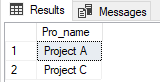 Results Messages
Pro_name
1 Project A
2 Project C